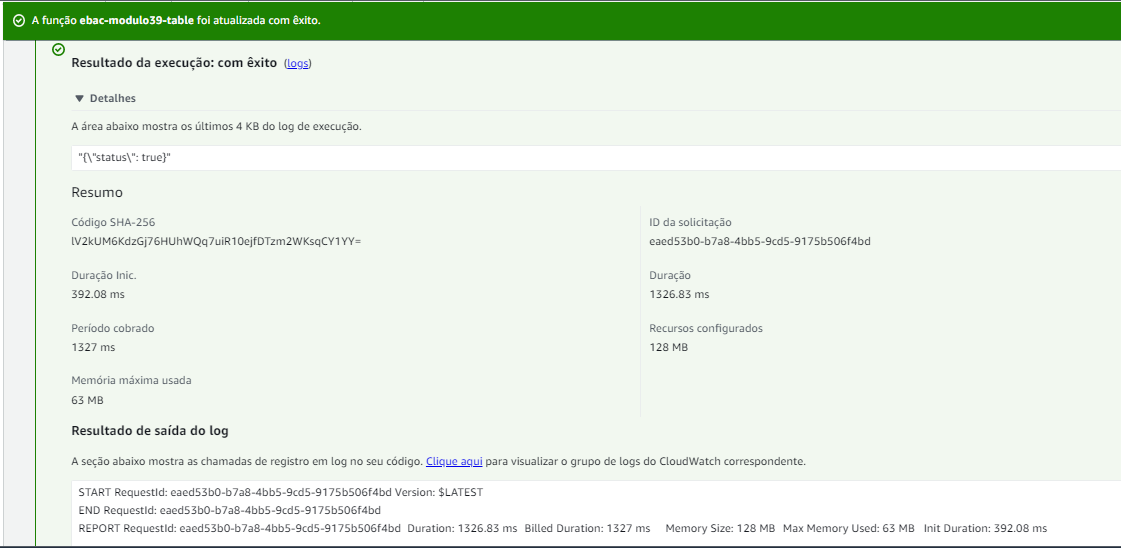 A função ebac-modulo39-table foi atualizada com êxito.
Resultado da execução: com êxito (logs)
▼ Detalhes
A área abaixo mostra os últimos 4 KB do log de execução.
"{\"status\": true}"
Resumo
Código SHA-256
lV2kUM6KdzGj76HUhWQq7uiR10ejfDTzm2WKsqCY1YY=
ID da solicitação
eaed53b0-b7a8-4bb5-9cd5-9175b506f4bd
Duração Inic.
392.08 ms
Duração
1326.83 ms
Período cobrado
1327 ms
Recursos configurados
128 MB
Memória máxima usada
63 MB
Resultado de saída do log
A seção abaixo mostra as chamadas de registro em log no seu código. Clique aqui para visualizar o grupo de logs do CloudWatch correspondente.
START RequestId: eaed53b0-b7a8-4bb5-9cd5-9175b506f4bd Version: $LATEST
END RequestId: eaed53b0-b7a8-4bb5-9cd5-9175b506f4bd
REPORT RequestId: eaed53b0-b7a8-4bb5-9cd5-9175b506f4bd Duration: 1326.83 ms Billed Duration: 1327 ms Memory Size: 128 MB Max Memory Used: 63 MB Init Duration: 392.08 ms